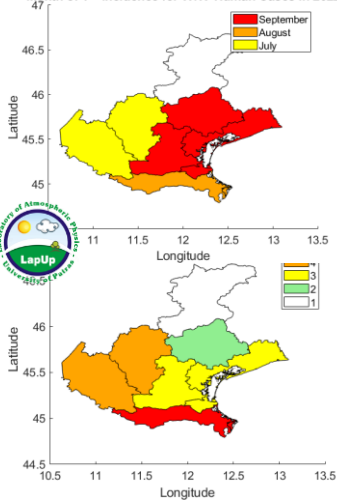 47
September
August
July
46.5
46
45.5
45
Latitude
11 11.5 12 12.5 13 13.5
Longitude
Laboratory of Atmospheric Physics
LapUp
University of Patras
46.5
4
3
2
1
46
45.5
45
44.5
Latitude
10.5 11 11.5 12 12.5 13 13.5
Longitude